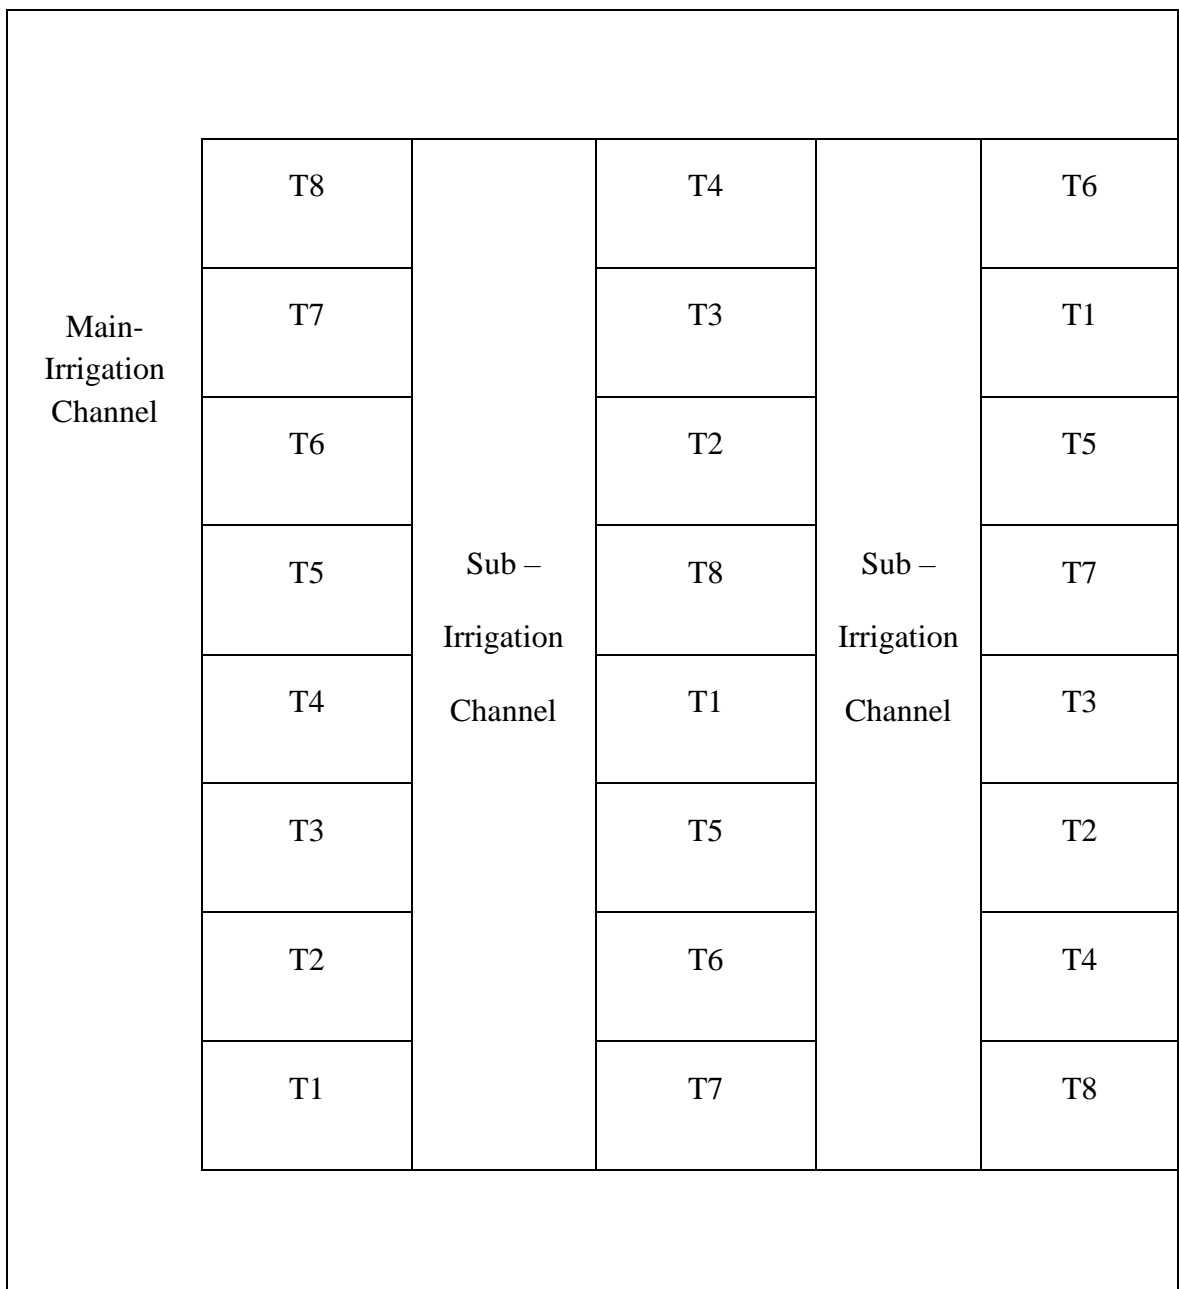 T8
T4
T6
Main-
Irrigation
Channel
T7
T3
T1
T6
T2
T5
Sub –
Irrigation
Channel
T5
T8
Sub –
Irrigation
Channel
T7
T4
T1
T3
T3
T5
T2
T2
T6
T4
T1
T7
T8